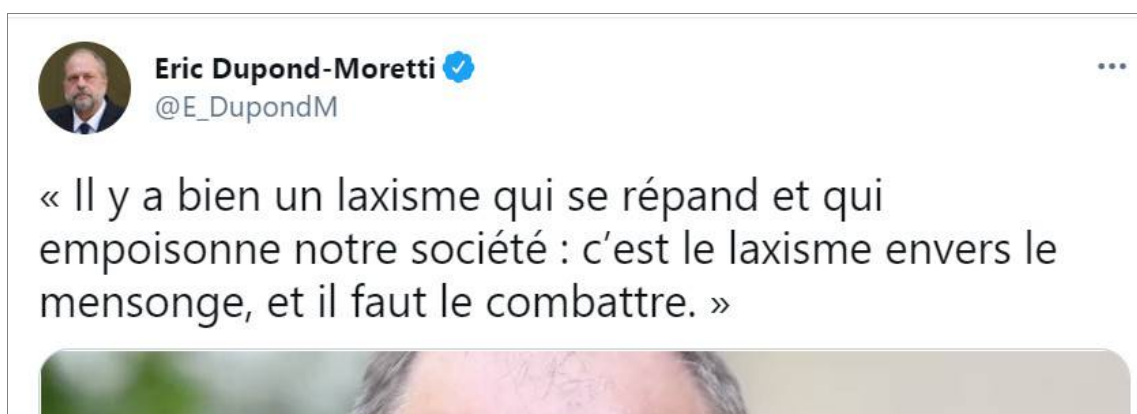 Eric Dupond-Moretti
@E_DupondM
« Il y a bien un laxisme qui se répand et qui
empoisonne notre société : c’est le laxisme envers le
mensonge, et il faut le combattre. »